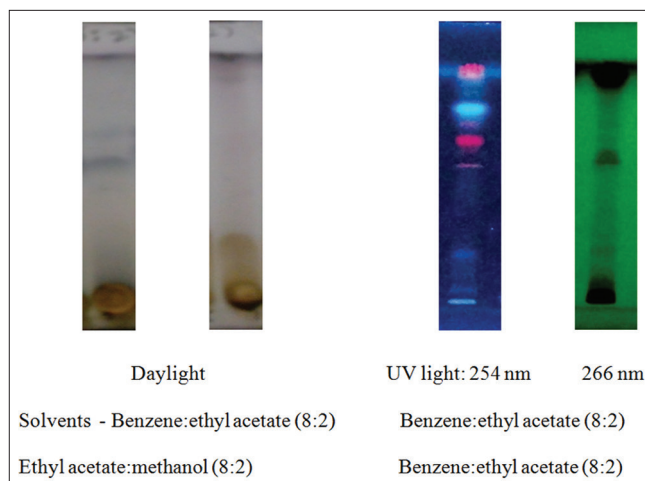 Daylight
UV light: 254 nm 266 nm
Solvents - Benzene:ethyl acetate (8:2) Benzene:ethyl acetate (8:2)
Ethyl acetate:methanol (8:2) Benzene:ethyl acetate (8:2)